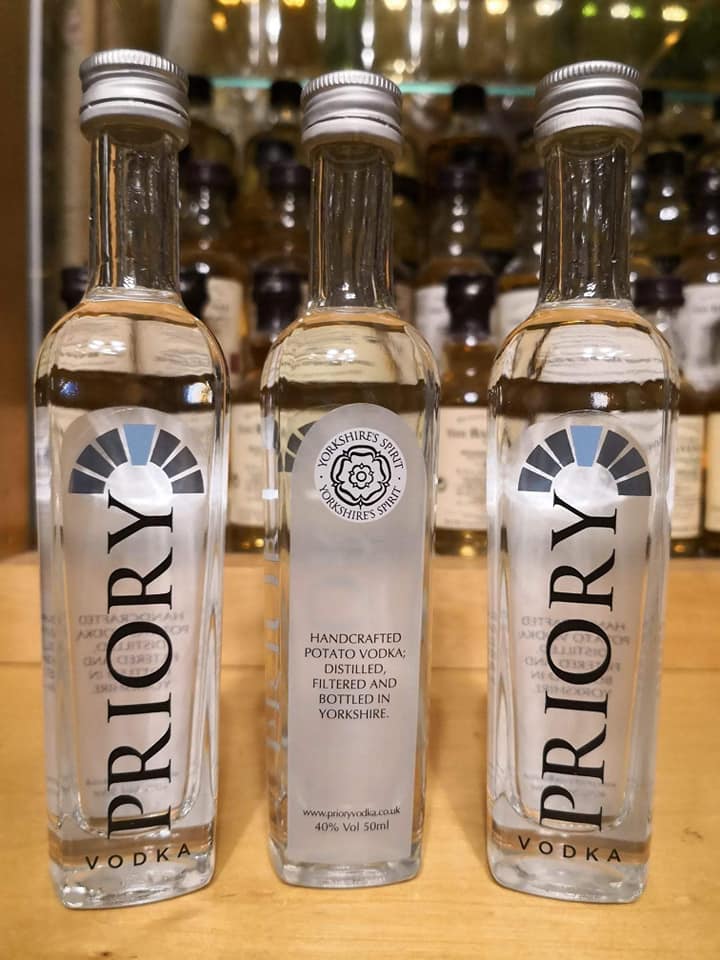 PRIORY
VODKA
YORKSHIRE'S SPIRIT
YORKSHIRE'S SPIRIT
HANDCRAFTED
POTATO VODKA;
DISTILLED,
FILTERED AND
BOTTLED IN
YORKSHIRE.
www.prioryvodka.co.uk
40% Vol 50ml
PRIORY
VODKA